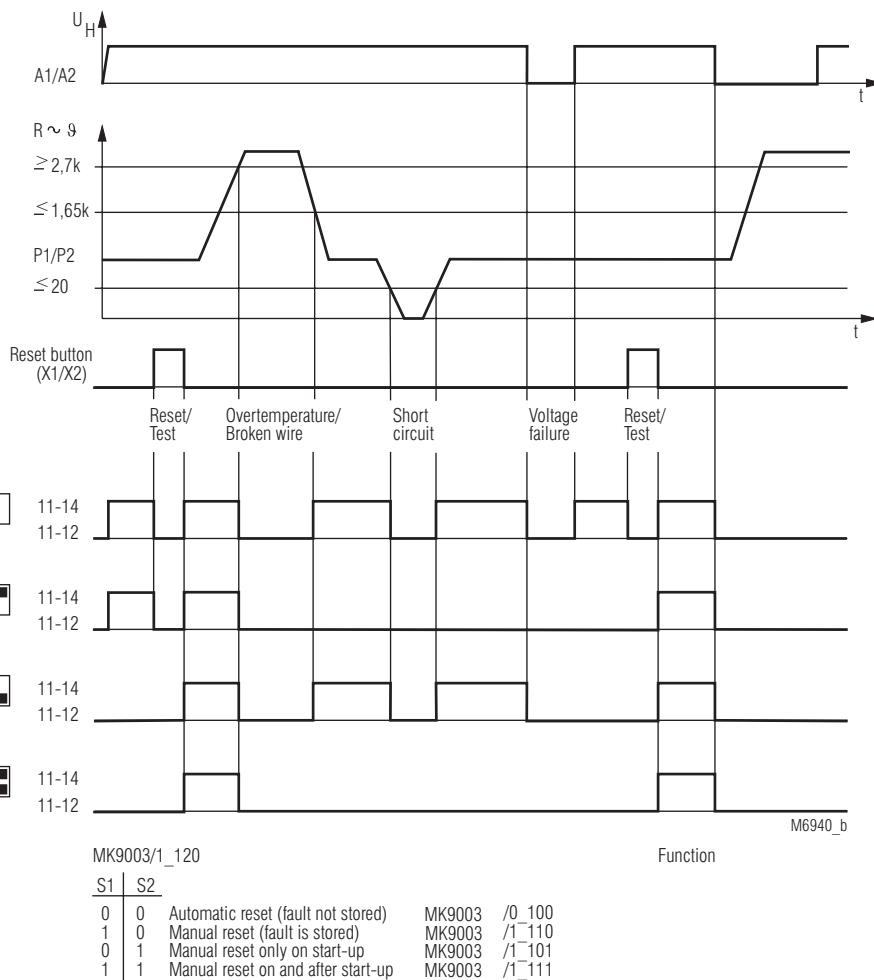 U_H
A1/A2
t
R ~ ϑ
≥ 2,7k
≤ 1,65k
P1/P2
≤ 20
t
Reset button
(X1/X2)
Reset/
Test
Overtemperature/
Broken wire
Short
circuit
Voltage
failure
Reset/
Test
11-14
11-12
11-14
11-12
11-14
11-12
11-14
11-12
M6940_b
MK9003/1_120 Function
S1 S2
0 0 Automatic reset (fault not stored) MK9003 /0_100
1 0 Manual reset (fault is stored) MK9003 /1_110
0 1 Manual reset only on start-up MK9003 /1_101
1 1 Manual reset on and after start-up MK9003 /1_111